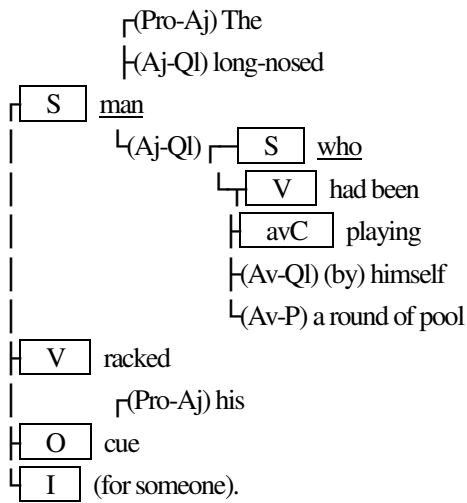 (Pro-Aj) The
(Aj-Ql) long-nosed
S man
(Aj-Ql) S who
V had been
avC playing
(Av-Ql) (by) himself
(Av-P) a round of pool
V racked
(Pro-Aj) his
O cue
I (for someone).